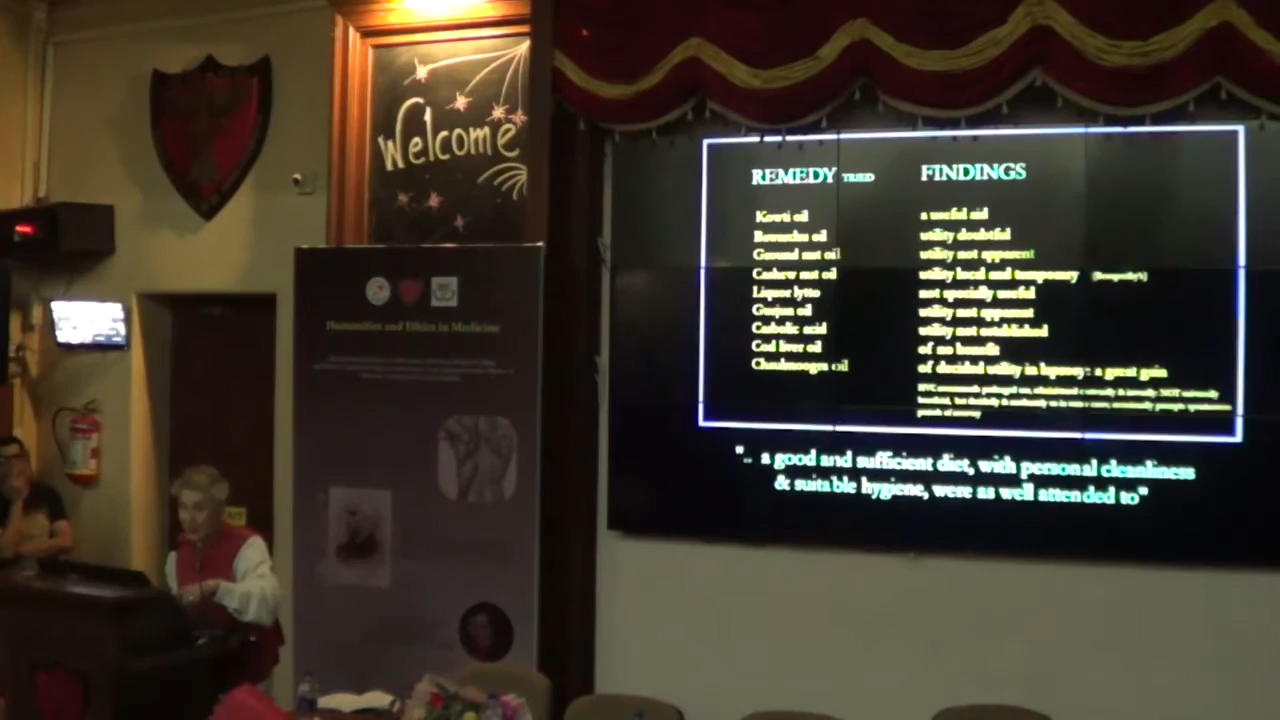 Welcome
Humanities and Ethics in Medicine
REMEDY TRIED FINDINGS
Kowti oil a useful aid
Bawachu oil utility doubtful
Ground nut oil utility not apparent
Cashew nut oil utility local and temporary
Liquor lytto not specially useful
Gurjun oil utility not apparent
Carbolic acid utility not established
Cod liver oil of no benefit
Chaulmoogra oil of decided utility in leprosy: a great gain
".. a good and sufficient diet, with personal cleanliness
& suitable hygiene, were as well attended to"